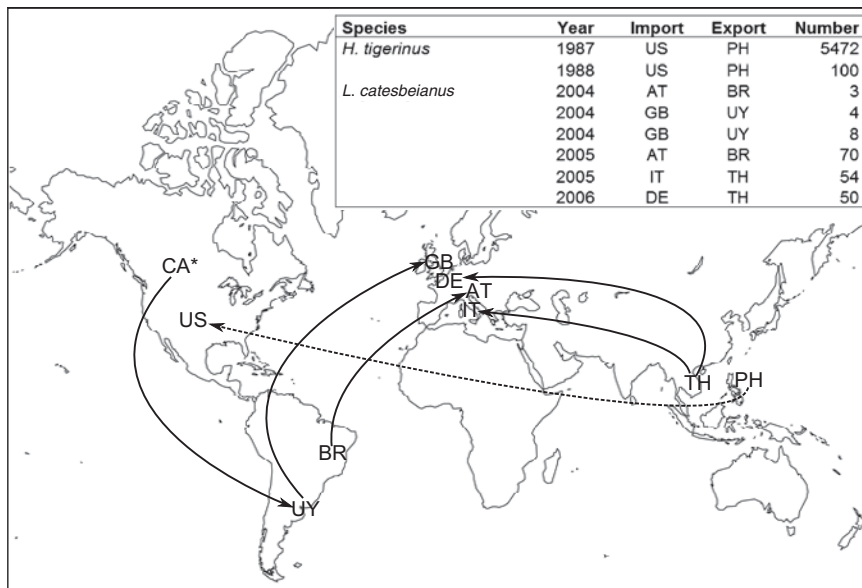 Species Year Import Export Number
H. tigerinus 1987 US PH 5472
1988 US PH 100
L. catesbeianus 2004 AT BR 3
2004 GB UY 4
2004 GB UY 8
2005 AT BR 70
2005 IT TH 54
2006 DE TH 50
CA*
GB
DE
AT
US
IT
TH
PH
BR
UY